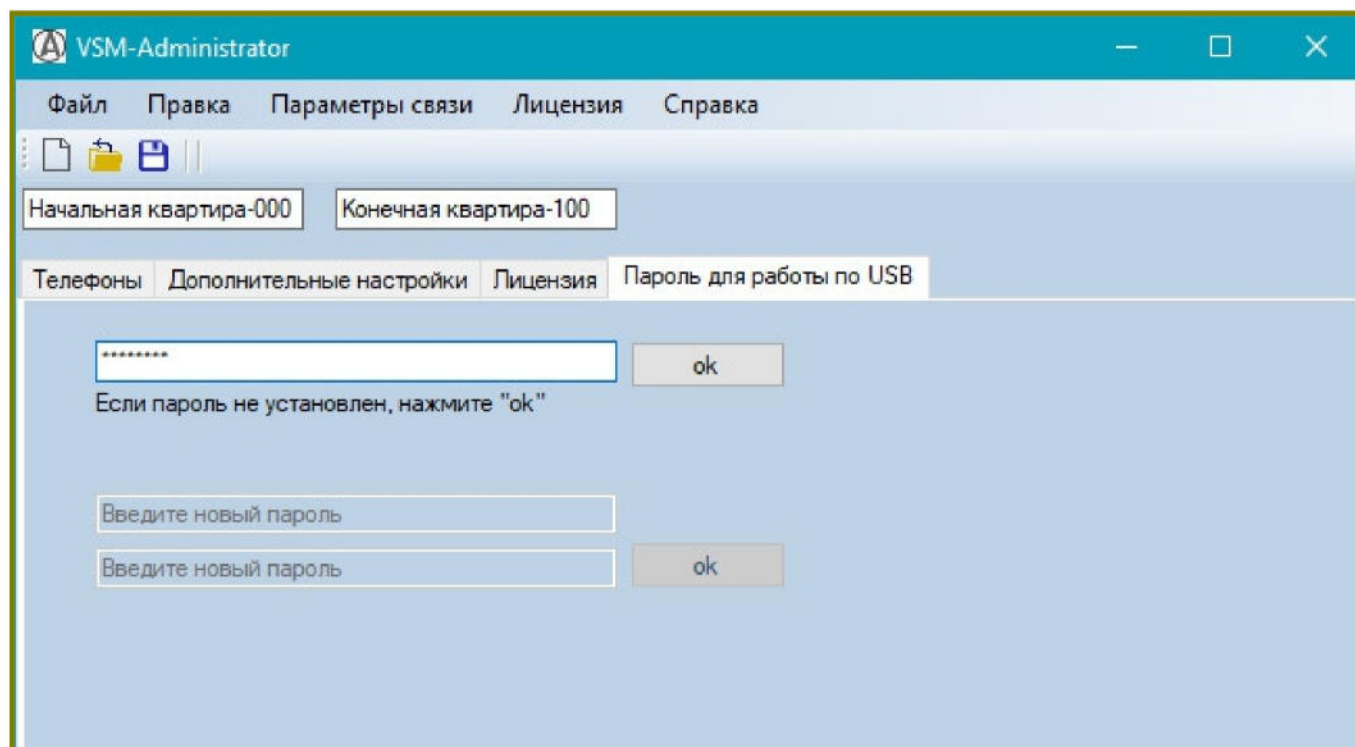 VSM-Administrator
Файл Правка Параметры связи Лицензия Справка
Начальная квартира-000 Конечная квартира-100
Телефоны Дополнительные настройки Лицензия Пароль для работы по USB
******** ok
Если пароль не установлен, нажмите "ok"
Введите новый пароль
Введите новый пароль ok